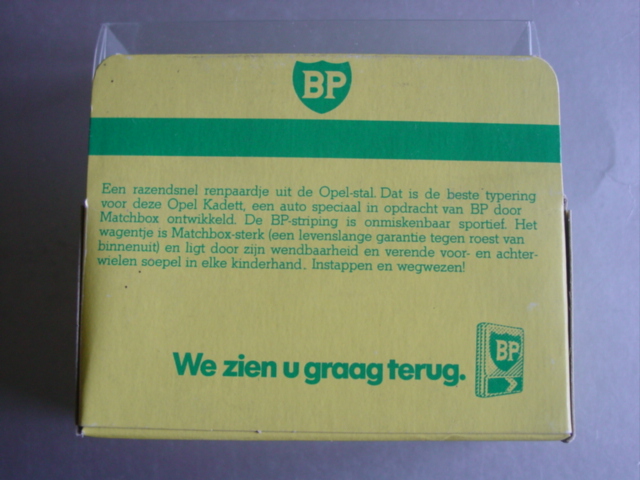 BP
Een razendsnel renpaardje uit de Opel-stal. Dat is de beste typering
voor deze Opel Kadett, een auto speciaal in opdracht van BP door
Matchbox ontwikkeld. De BP-striping is onmiskenbaar sportief. Het
wagentje is Matchbox-sterk (een levenslange garantie tegen roest van
binnenuit) en ligt door zijn wendbaarheid en verende voor- en achter-
wielen soepel in elke kinderhand. Instappen en wegwezen!
We zien u graag terug.
BP